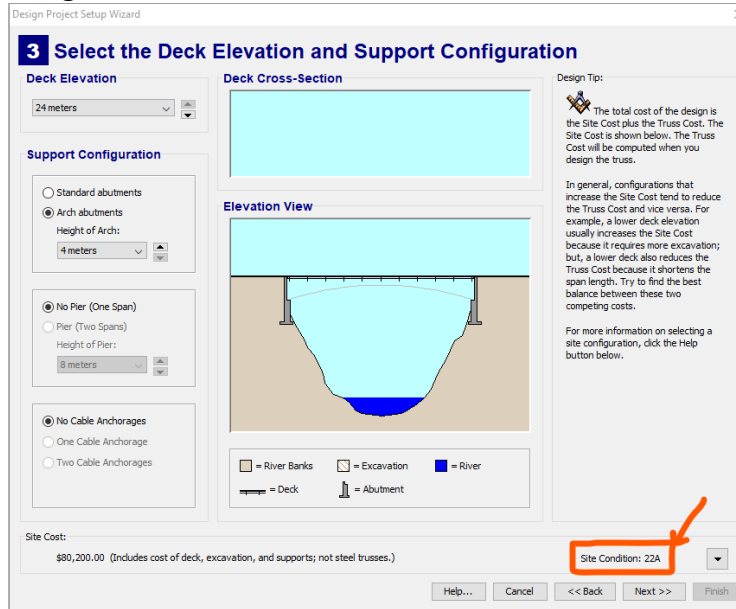 Design Project Setup Wizard
3 Select the Deck Elevation and Support Configuration
Deck Elevation
24 meters
Support Configuration
Standard abutments
Arch abutments
Height of Arch:
4 meters
No Pier (One Span)
Pier (Two Spans)
Height of Pier:
8 meters
No Cable Anchorages
One Cable Anchorage
Two Cable Anchorages
Deck Cross-Section
Elevation View
= River Banks = Excavation = River
= Deck = Abutment
Design Tip:
The total cost of the design is
the Site Cost plus the Truss Cost. The
Site Cost is shown below. The Truss
Cost will be computed when you
design the truss.
In general, configurations that
increase the Site Cost tend to reduce
the Truss Cost and vice versa. For
example, a lower deck elevation
usually increases the Site Cost
because it requires more excavation;
but, a lower deck also reduces the
Truss Cost because it shortens the
span length. Try to find the best
balance between these two
competing costs.
For more information on selecting a
site configuration, click the Help
button below.
Site Cost:
$80,200.00 (Includes cost of deck, excavation, and supports; not steel trusses.)
Site Condition: 22A
Help... Cancel << Back Next >> Finish